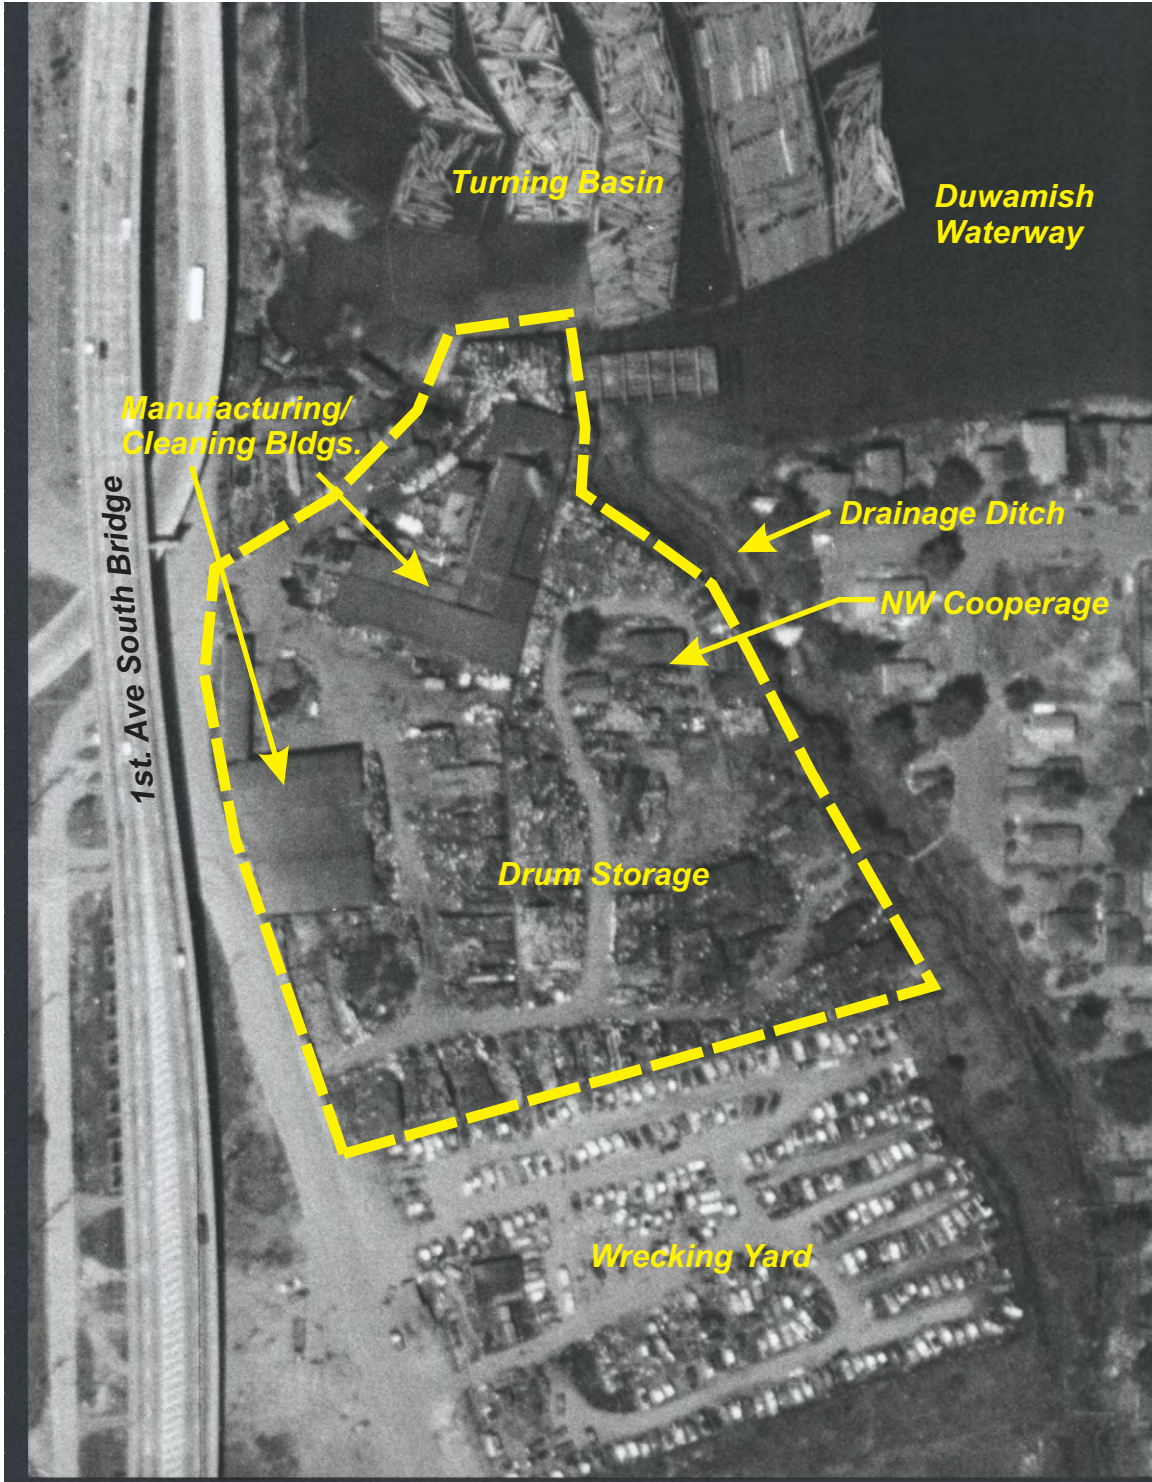 Turning Basin
Duwamish
Waterway
Manufacturing/
Cleaning Bldgs.
1st. Ave South Bridge
Drainage Ditch
NW Cooperage
Drum Storage
Wrecking Yard